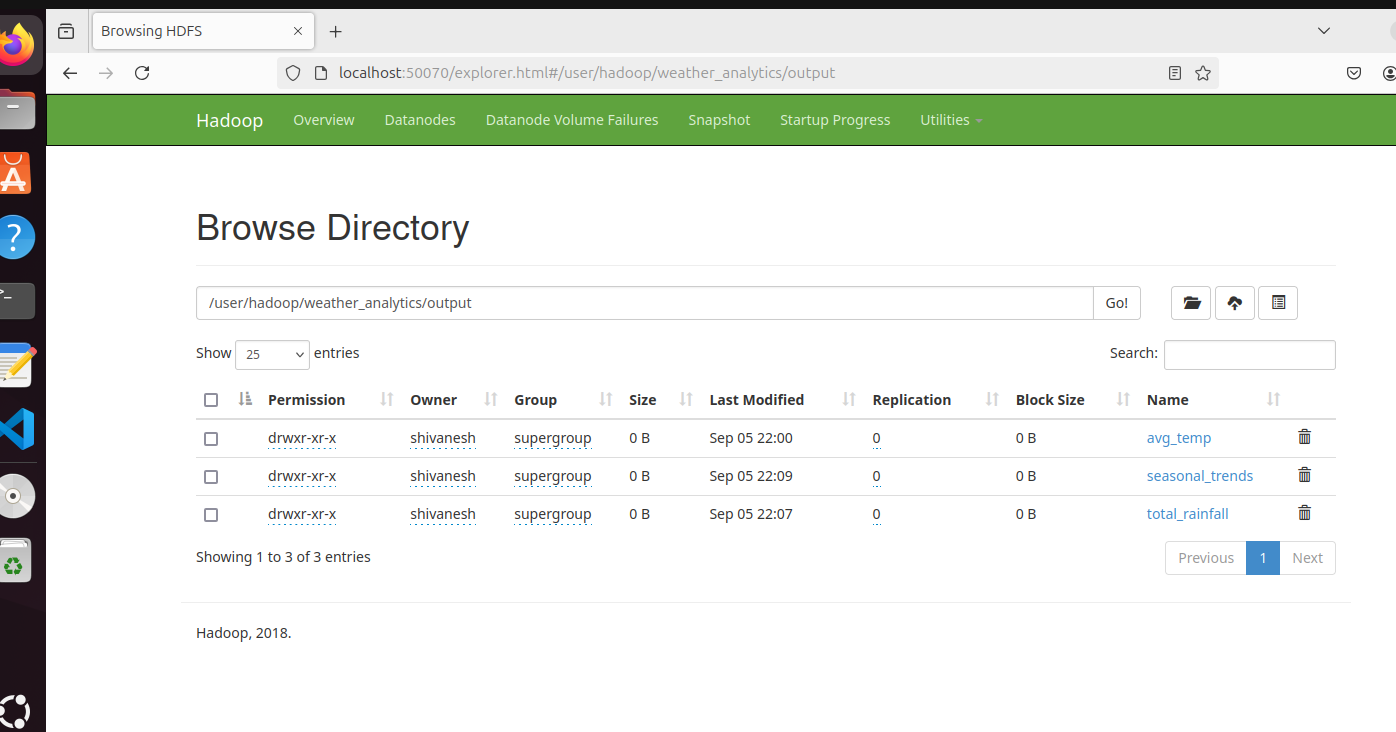 Browsing HDFS
localhost:50070/explorer.html#/user/hadoop/weather_analytics/output
Hadoop Overview Datanodes Datanode Volume Failures Snapshot Startup Progress Utilities
Browse Directory
/user/hadoop/weather_analytics/output Go!
Show 25 entries Search:
Permission Owner Group Size Last Modified Replication Block Size Name
drwxr-xr-x shivanesh supergroup 0 B Sep 05 22:00 0 0 B avg_temp
drwxr-xr-x shivanesh supergroup 0 B Sep 05 22:09 0 0 B seasonal_trends
drwxr-xr-x shivanesh supergroup 0 B Sep 05 22:07 0 0 B total_rainfall
Showing 1 to 3 of 3 entries Previous 1 Next
Hadoop, 2018.